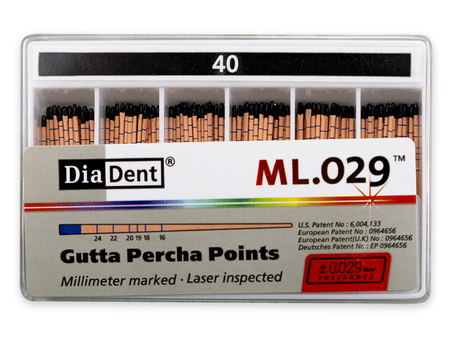 40
DiaDent®
ML.029™
24 22 20 19 18 16
U.S. Patent No : 6,004,133
European Patent No : 0964656
European Patent(U.K) No : 0964656
Deutsches Patent Nr. : EP 0964656
Gutta Percha Points
Millimeter marked · Laser inspected
±0.029mm
TOLERANCE